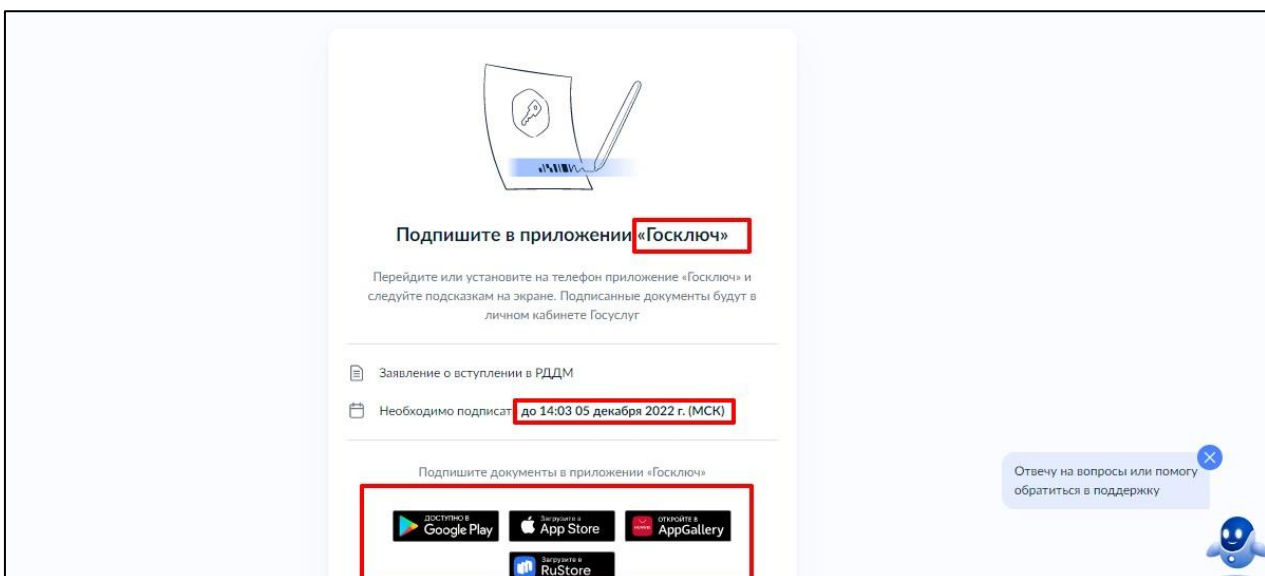 Подпишите в приложении «Госключ»
Перейдите или установите на телефон приложение «Госключ» и
следуйте подсказкам на экране. Подписанные документы будут в
личном кабинете Госуслуг
Заявление о вступлении в РДДМ
Необходимо подписат до 14:03 05 декабря 2022 г. (МСК)
Подпишите документы в приложении «Госключ»
Отвечу на вопросы или помогу
обратиться в поддержку
ДОСТУПНО В
Google Play
Загрузите в
App Store
ОТКРОЙТЕ В
AppGallery
Загрузите в
RuStore